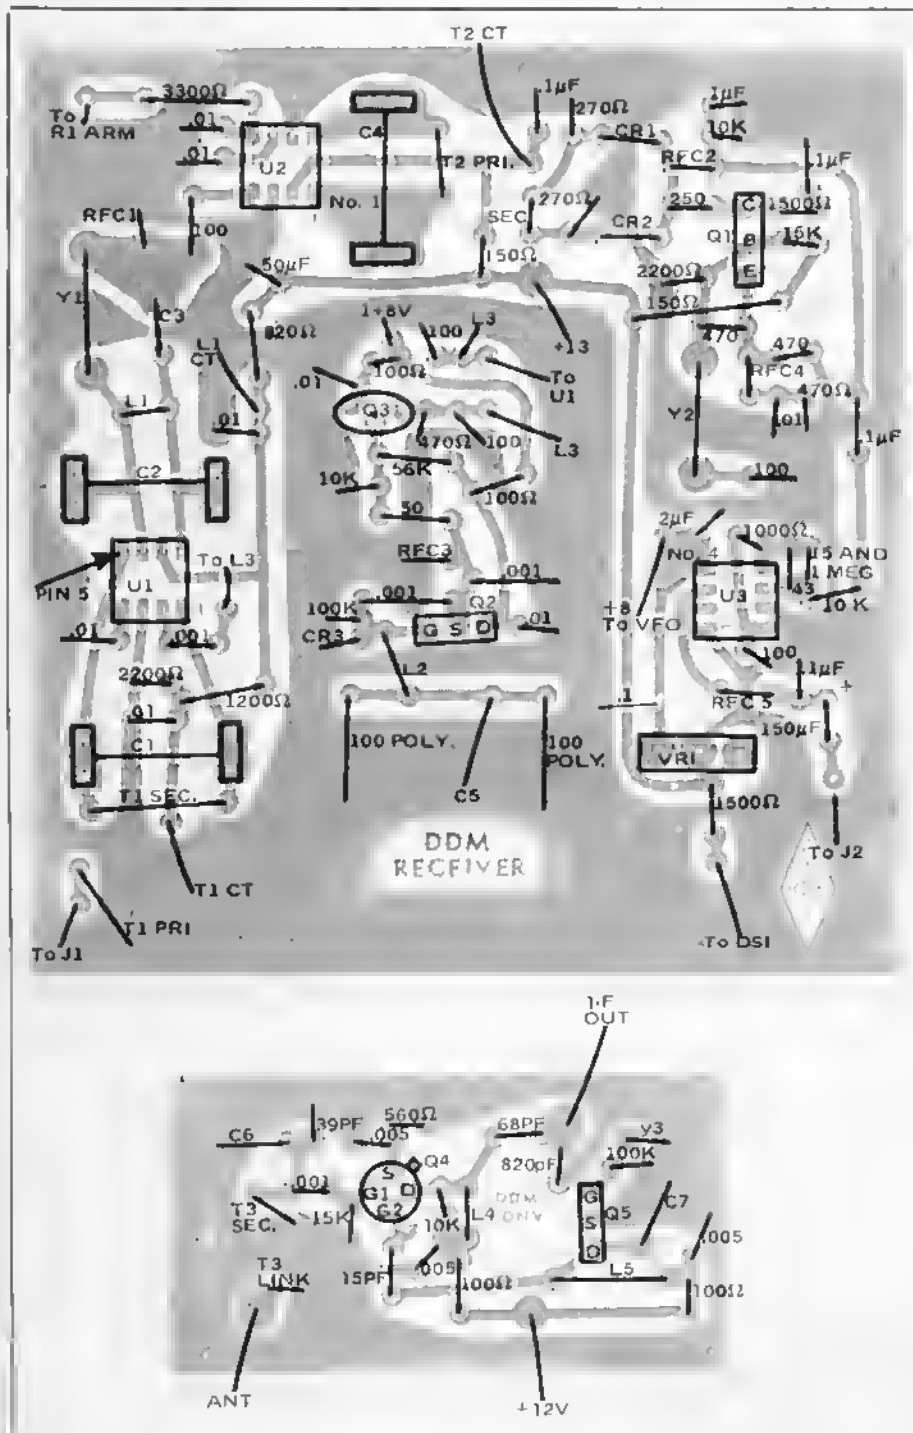 T2 CT
3300Ω
To
R1 ARM
.01
.01
U2
No. 1
C4
T2 PRI.
.1µF
270Ω
CR1
1µF
10K
RFC2
.1µF
RFC1
100
SEC
270Ω
CR2
250
Q1
C
B
E
1500Ω
15K
50µF
150Ω
2200Ω
150Ω
Y1
C3
L1
CT
1+8V
100
L3
+13
470
.470
.01
100Ω
To
U1
RFC4
470Ω
Q3
L1
.01
470Ω
100
L3
Y2
.01
.1µF
C2
10K
56K
100Ω
100
50
2µF
1000Ω
No. 4
PIN 5
U1
To L3
RFC3
.001
+8
To VFO
U3
µ5 AND
1 MEG
43
10 K
.01
.001
100K
.001
Q2
CR3
G S D
.01
100
2200Ω
1200Ω
L2
.1
RFC 5
11µF
+
.01
C1
100 POLY.
C5
100
POLY.
150µF
VR1
T1 SEC.
1500Ω
DDM
RECEIVER
To J2
T1 CT
T1 PRI
To J1
To DS1
1-F
OUT
C6
39PF
560Ω
.005
68PF
y3
100K
820pF
Q4
S
G1
D
G2
.001
T3
SEC.
15K
10K
L4
DDM
G
S
D
Q5
C7
.005
T3
LINK
15PF
.005
100Ω
L5
100Ω
ANT
+12V